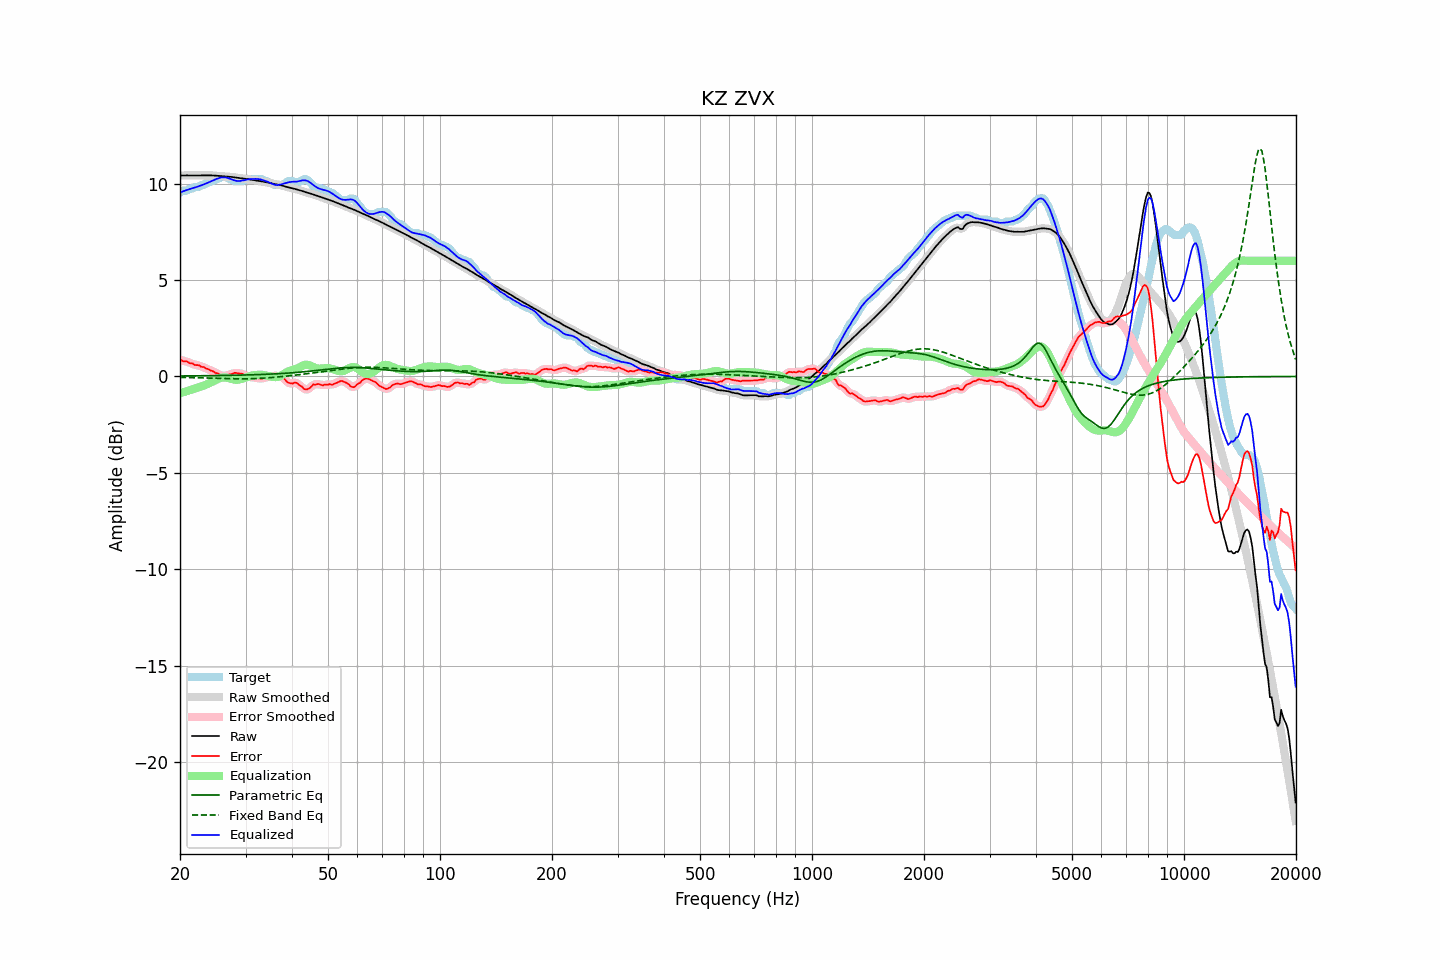 KZ ZVX
Amplitude (dBr)
10
5
0
−5
−10
−15
−20
Target
Raw Smoothed
Error Smoothed
Raw
Error
Equalization
Parametric Eq
Fixed Band Eq
Equalized
20 50 100 200 500 1000 2000 5000 10000 20000
Frequency (Hz)